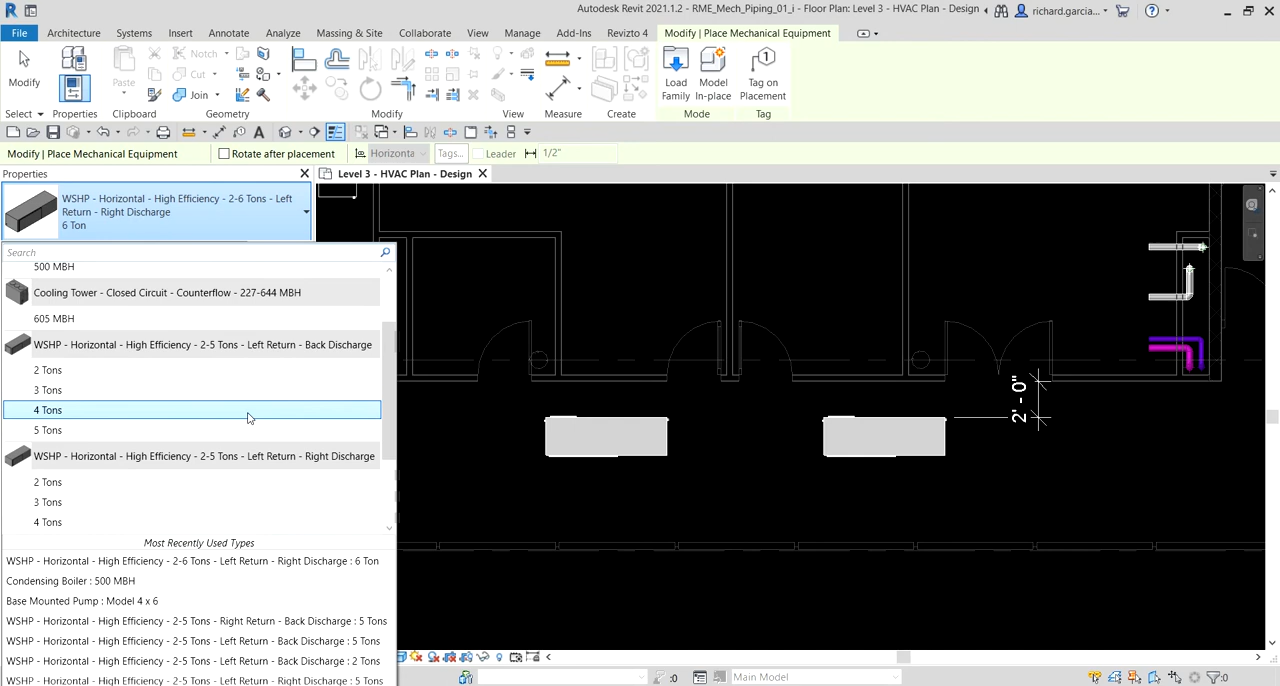 Autodesk Revit 2021.1.2 - RME_Mech_Piping_01_i - Floor Plan: Level 3 - HVAC Plan - Design
richard.garcia...
File Architecture Systems Insert Annotate Analyze Massing & Site Collaborate View Manage Add-Ins Revizto 4 Modify | Place Mechanical Equipment
Modify Paste Notch Cut Join Load Family Model In-place Tag on Placement
Select Properties Clipboard Geometry Modify View Measure Create Mode Tag
Modify | Place Mechanical Equipment Rotate after placement Horizonta Tags... Leader 1/2"
Properties
Level 3 - HVAC Plan - Design
WSHP - Horizontal - High Efficiency - 2-6 Tons - Left
Return - Right Discharge
6 Ton
Search
500 MBH
Cooling Tower - Closed Circuit - Counterflow - 227-644 MBH
605 MBH
WSHP - Horizontal - High Efficiency - 2-5 Tons - Left Return - Back Discharge
2 Tons
3 Tons
4 Tons
5 Tons
WSHP - Horizontal - High Efficiency - 2-5 Tons - Left Return - Right Discharge
2 Tons
3 Tons
4 Tons
Most Recently Used Types
WSHP - Horizontal - High Efficiency - 2-6 Tons - Left Return - Right Discharge : 6 Ton
Condensing Boiler : 500 MBH
Base Mounted Pump : Model 4 x 6
WSHP - Horizontal - High Efficiency - 2-5 Tons - Right Return - Back Discharge : 5 Tons
WSHP - Horizontal - High Efficiency - 2-5 Tons - Left Return - Back Discharge : 5 Tons
WSHP - Horizontal - High Efficiency - 2-5 Tons - Left Return - Back Discharge : 2 Tons
WSHP - Horizontal - High Efficiency - 2-5 Tons - Left Return - Right Discharge : 5 Tons
2' - 0"
:0 Main Model :0